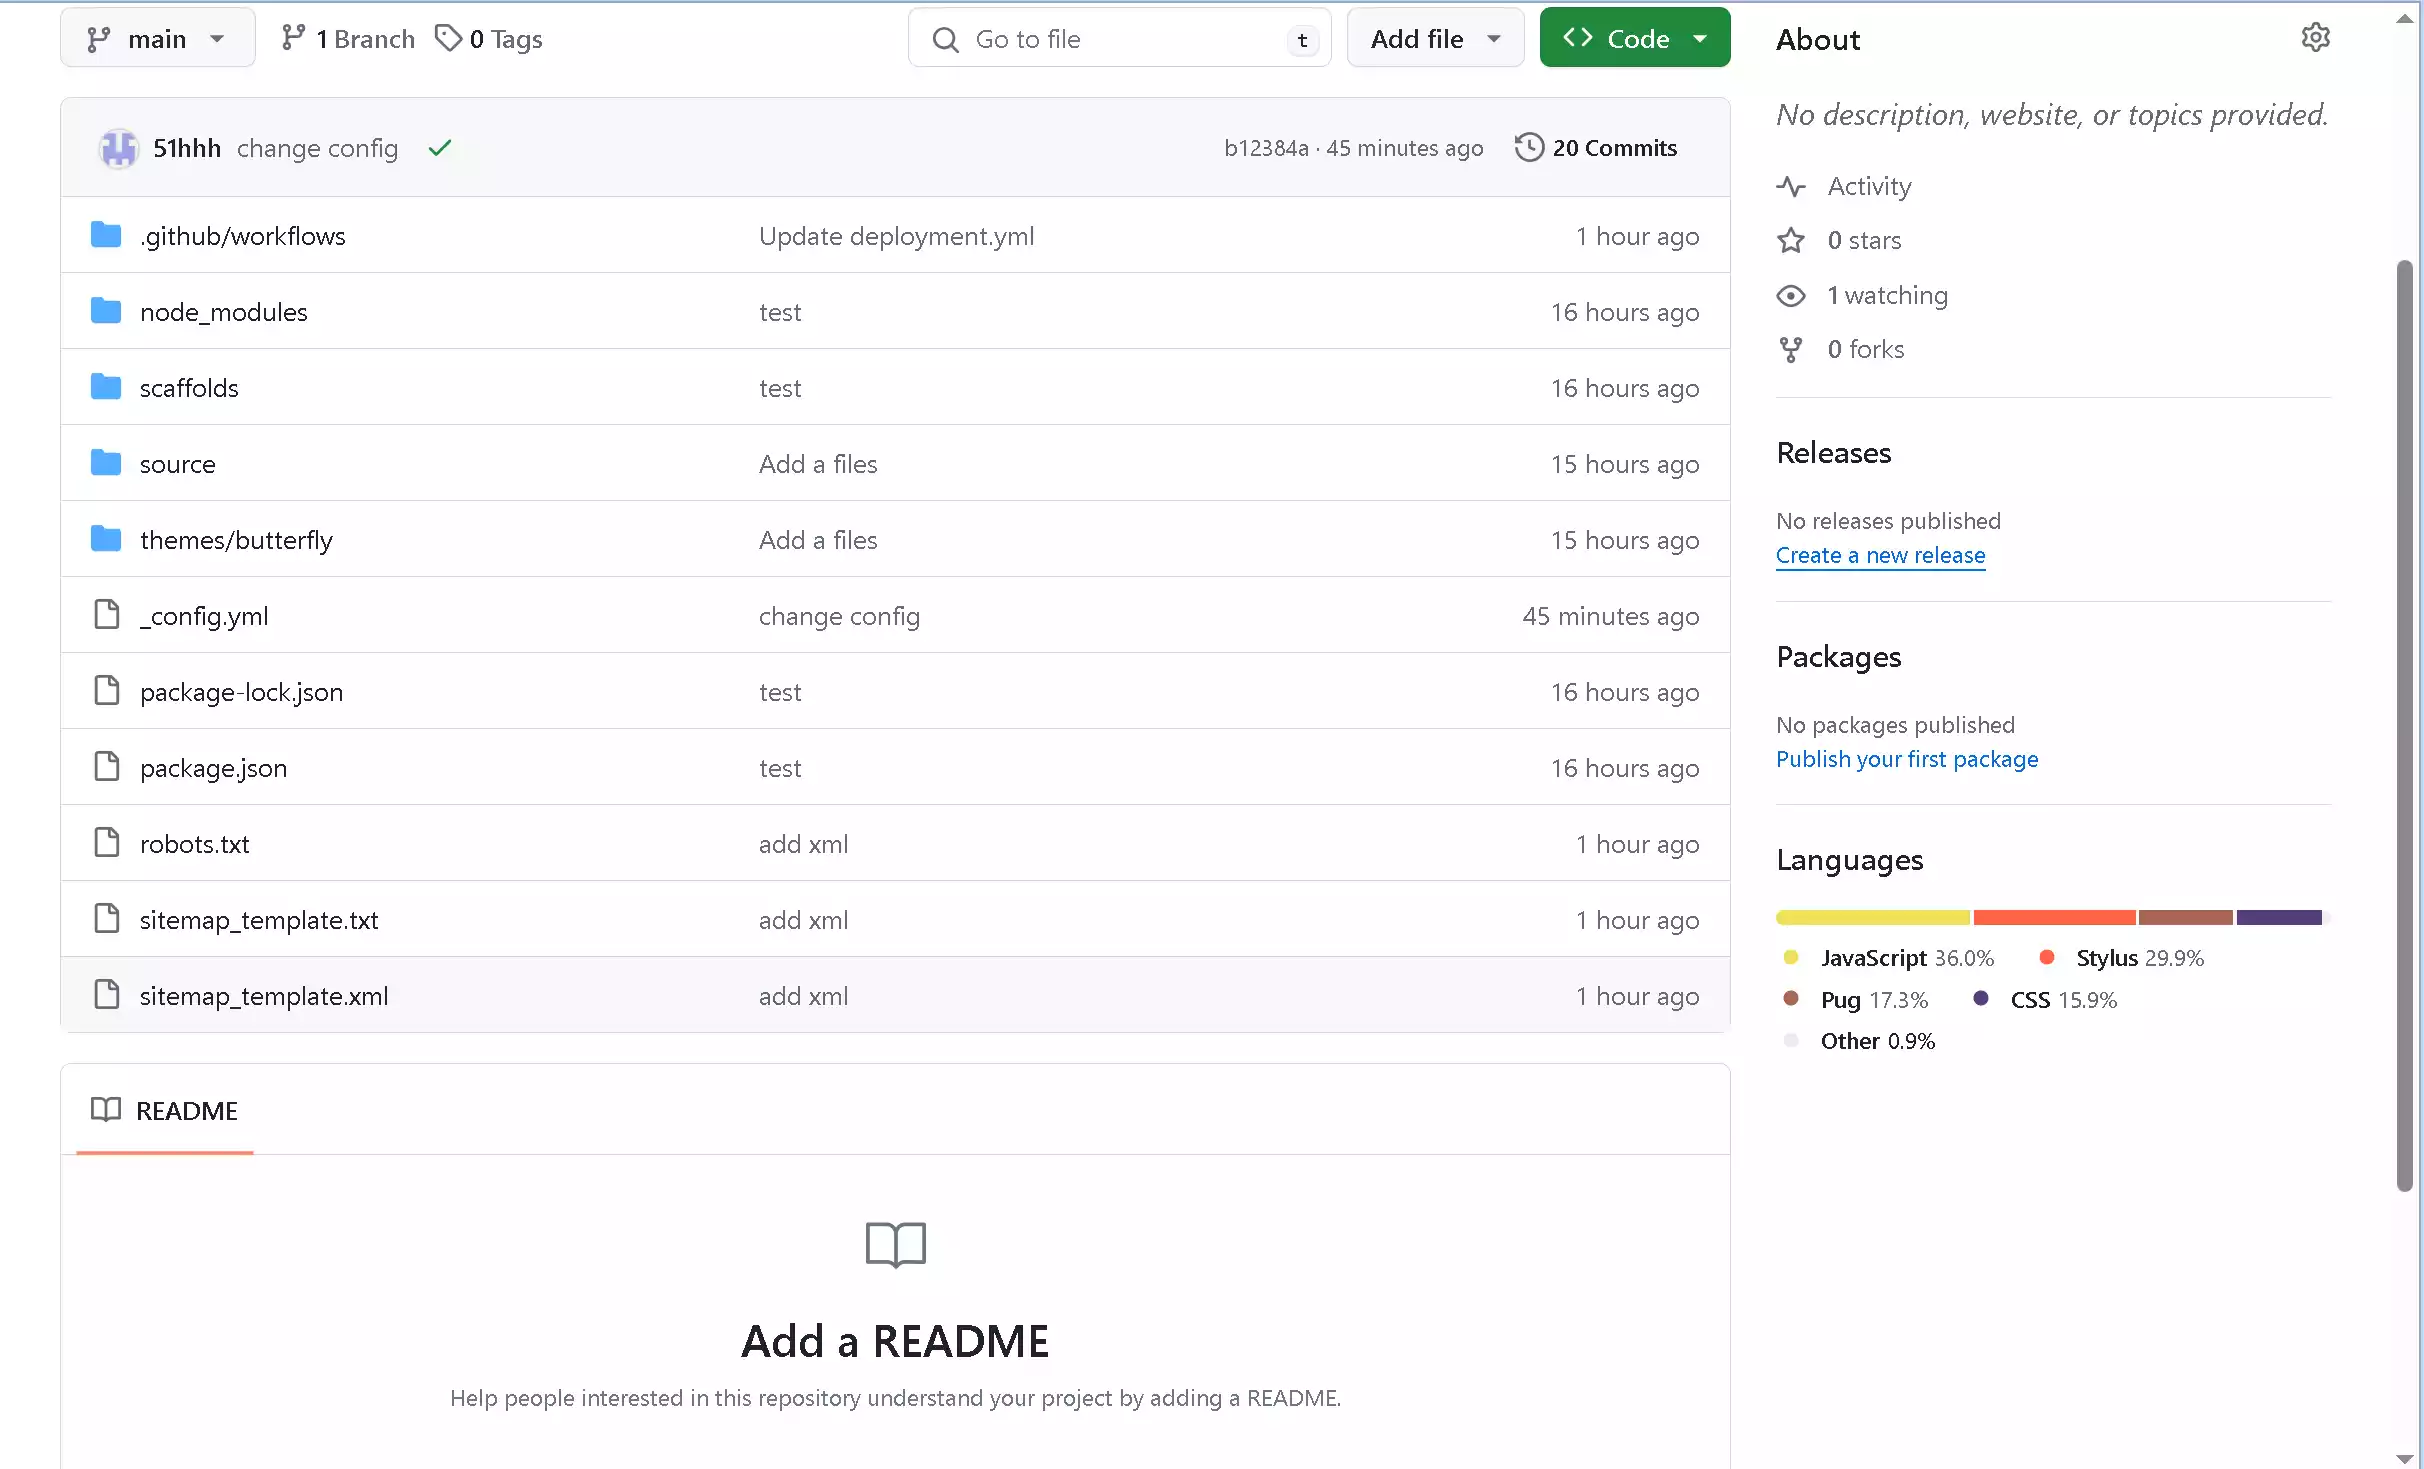 main
1 Branch
0 Tags
Go to file
t
Add file
Code
51hhh change config
b12384a · 45 minutes ago
20 Commits
.github/workflows Update deployment.yml 1 hour ago
node_modules test 16 hours ago
scaffolds test 16 hours ago
source Add a files 15 hours ago
themes/butterfly Add a files 15 hours ago
_config.yml change config 45 minutes ago
package-lock.json test 16 hours ago
package.json test 16 hours ago
robots.txt add xml 1 hour ago
sitemap_template.txt add xml 1 hour ago
sitemap_template.xml add xml 1 hour ago
README
Add a README
Help people interested in this repository understand your project by adding a README.
About
No description, website, or topics provided.
Activity
0 stars
1 watching
0 forks
Releases
No releases published
Create a new release
Packages
No packages published
Publish your first package
Languages
JavaScript 36.0% Stylus 29.9%
Pug 17.3% CSS 15.9%
Other 0.9%